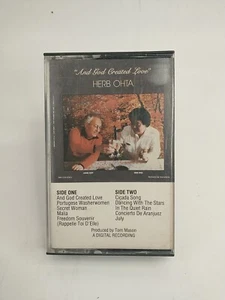 "And God Created Love"
HERB OHTA
SIDE ONE
And God Created Love
Portugese Washerwomen
Secret Woman
Malia
Freedom Souvenir
(Rappelle Toi D'Elle)
SIDE TWO
Cicada Song
Dancing With The Stars
In The Quiet Rain
Concierto De Aranjuez
July
Produced by Tom Moxon
A DIGITAL RECORDING